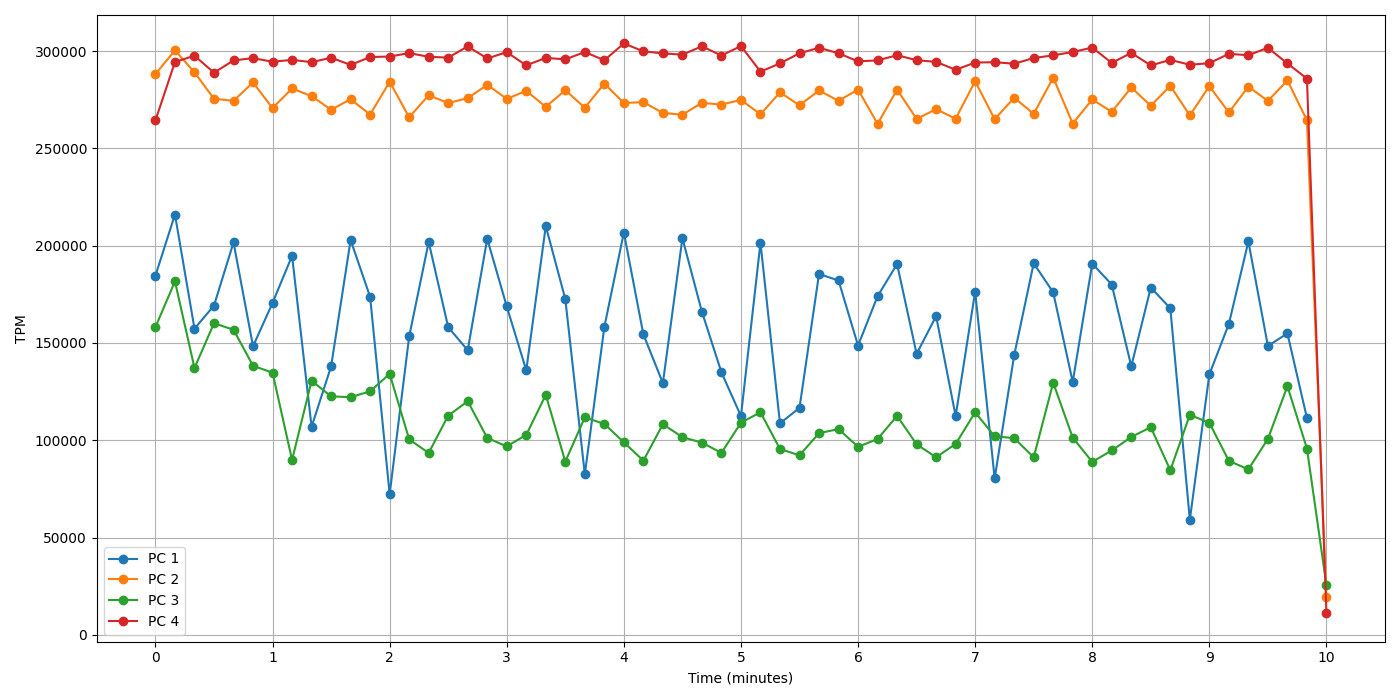 300000
250000
200000
150000
100000
50000
0
TPM
PC 1
PC 2
PC 3
PC 4
0 1 2 3 4 5 6 7 8 9 10
Time (minutes)